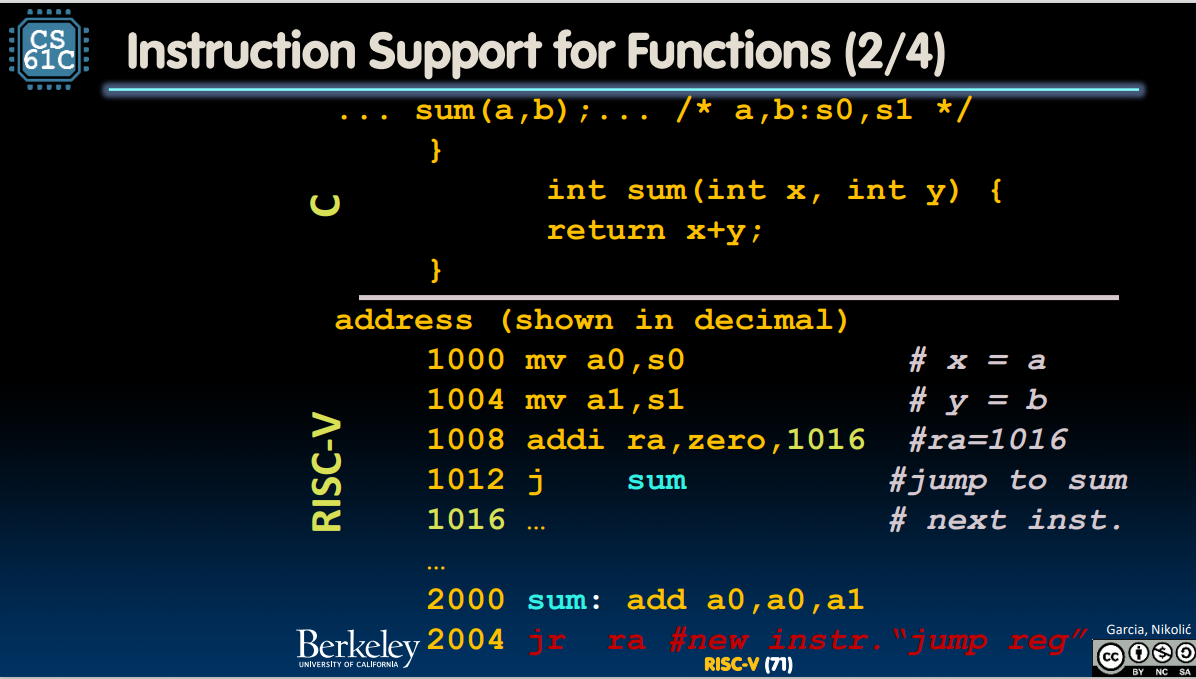 CS
61C
Instruction Support for Functions (2/4)
... sum(a,b);... /* a,b:s0,s1 */
}
C
int sum(int x, int y) {
return x+y;
}
address (shown in decimal)
RISC-V
1000 mv a0,s0 # x = a
1004 mv a1,s1 # y = b
1008 addi ra,zero,1016 #ra=1016
1012 j sum #jump to sum
1016 … # next inst.
…
2000 sum: add a0,a0,a1
2004 jr ra #new instr.“jump reg”
Berkeley
UNIVERSITY OF CALIFORNIA
RISC-V (71)
Garcia, Nikolić
CC
BY NC SA